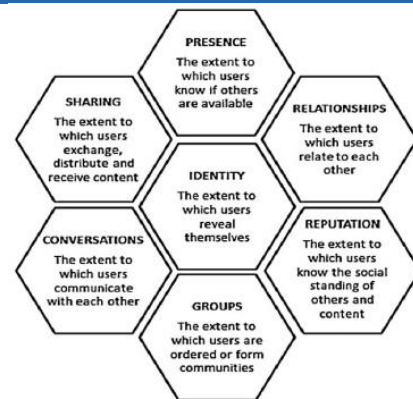 PRESENCE
The extent to
which users
know if others
are available
SHARING
The extent to
which users
exchange,
distribute and
receive content
RELATIONSHIPS
The extent to
which users
relate to each
other
IDENTITY
The extent to
which users
reveal
themselves
CONVERSATIONS
The extent to
which users
communicate
with each other
REPUTATION
The extent to
which users
know the social
standing of
others and
content
GROUPS
The extent to
which users are
ordered or form
communities